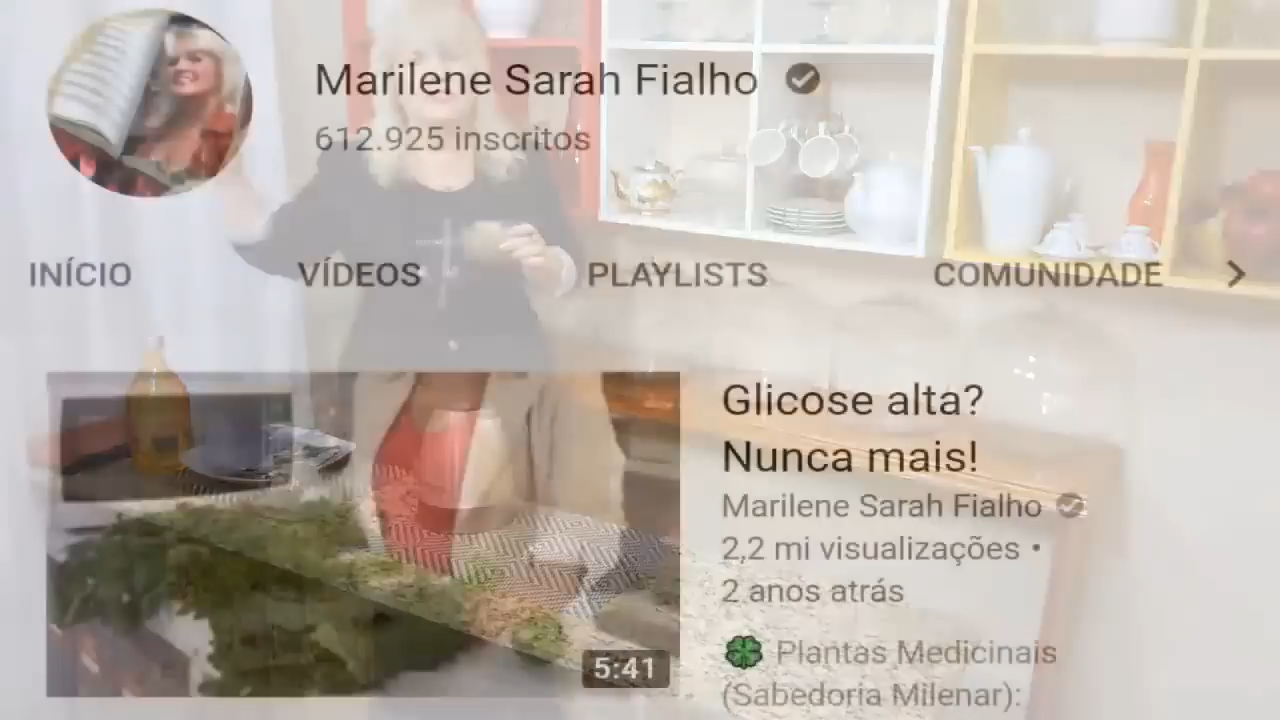 Marilene Sarah Fialho
612.925 inscritos
INÍCIO VÍDEOS PLAYLISTS COMUNIDADE
Glicose alta?
Nunca mais!
Marilene Sarah Fialho
2,2 mi visualizações •
2 anos atrás
5:41
🍀 Plantas Medicinais
(Sabedoria Milenar):